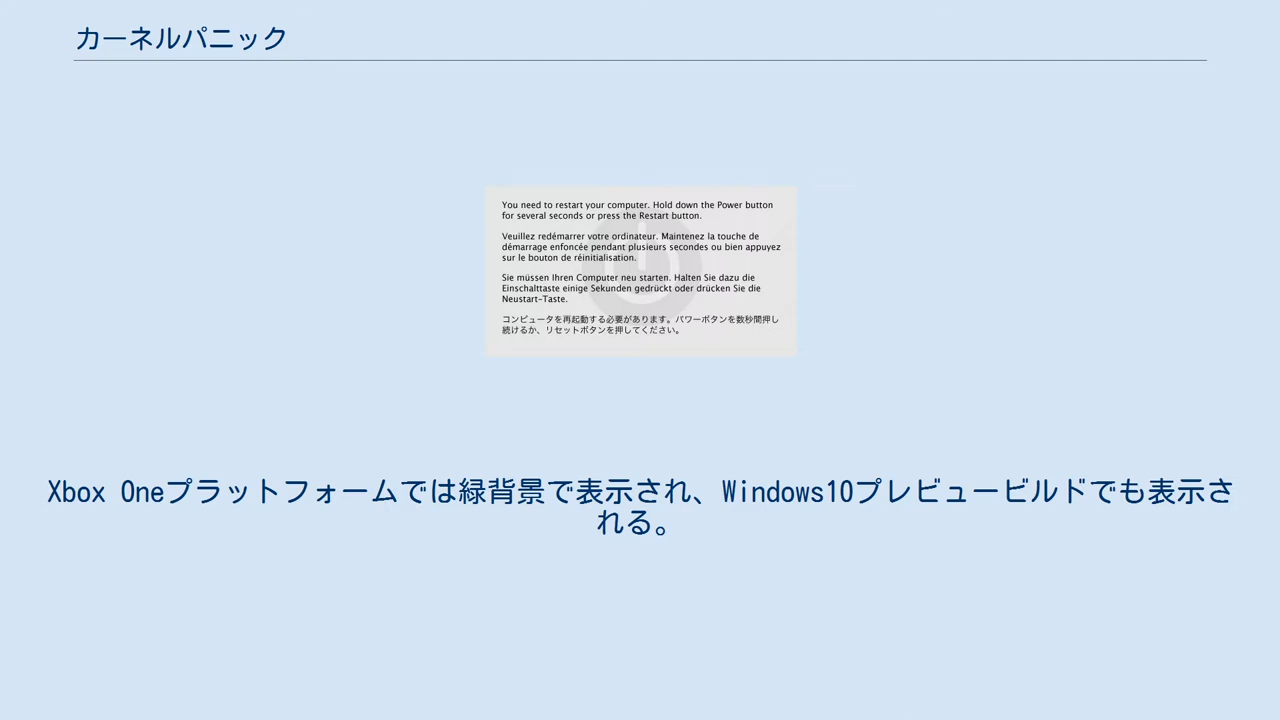 カーネルパニック
You need to restart your computer. Hold down the Power button
for several seconds or press the Restart button.
Veuillez redémarrer votre ordinateur. Maintenez la touche de
démarrage enfoncée pendant plusieurs secondes ou bien appuyez
sur le bouton de réinitialisation.
Sie müssen Ihren Computer neu starten. Halten Sie dazu die
Einschalttaste einige Sekunden gedrückt oder drücken Sie die
Neustart-Taste.
コンピュータを再起動する必要があります。パワーボタンを数秒間押し
続けるか、リセットボタンを押してください。
Xbox Oneプラットフォームでは緑背景で表示され、Windows10プレビュービルドでも表示さ
れる。